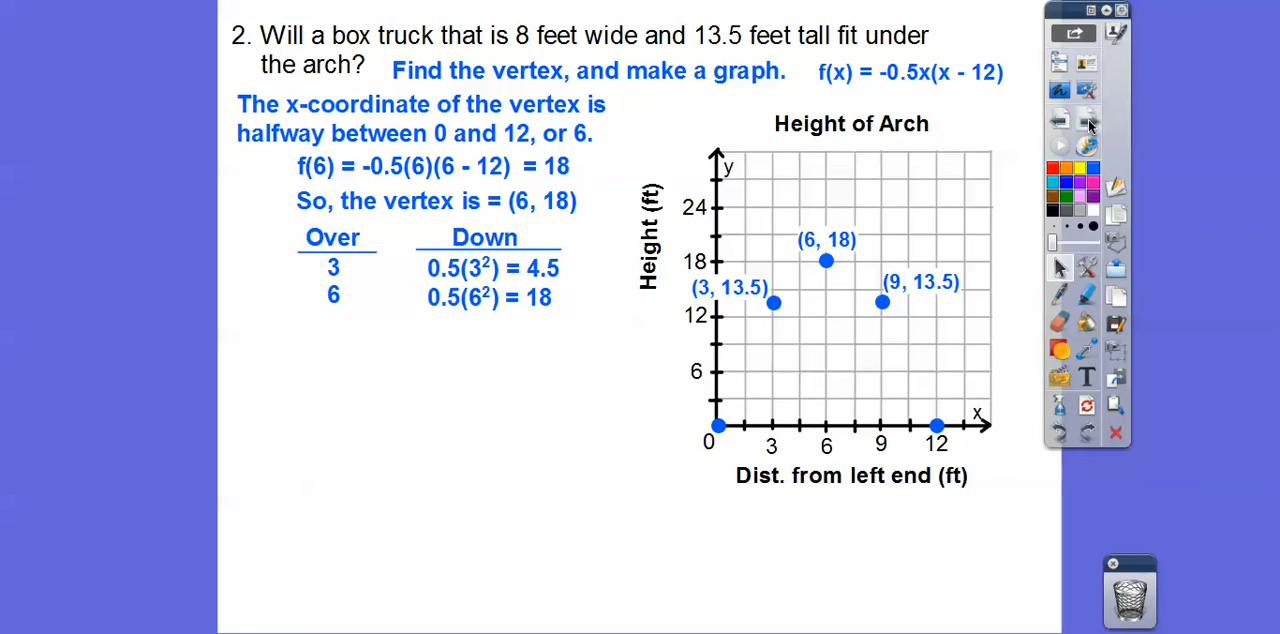 2. Will a box truck that is 8 feet wide and 13.5 feet tall fit under
the arch? Find the vertex, and make a graph. f(x) = -0.5x(x - 12)
The x-coordinate of the vertex is
halfway between 0 and 12, or 6.
f(6) = -0.5(6)(6 - 12) = 18
So, the vertex is = (6, 18)
Over Down
3 0.5(3²) = 4.5
6 0.5(6²) = 18
Height of Arch
y
Height (ft)
24
18
12
6
(6, 18)
(3, 13.5)
(9, 13.5)
x
0 3 6 9 12
Dist. from left end (ft)
T